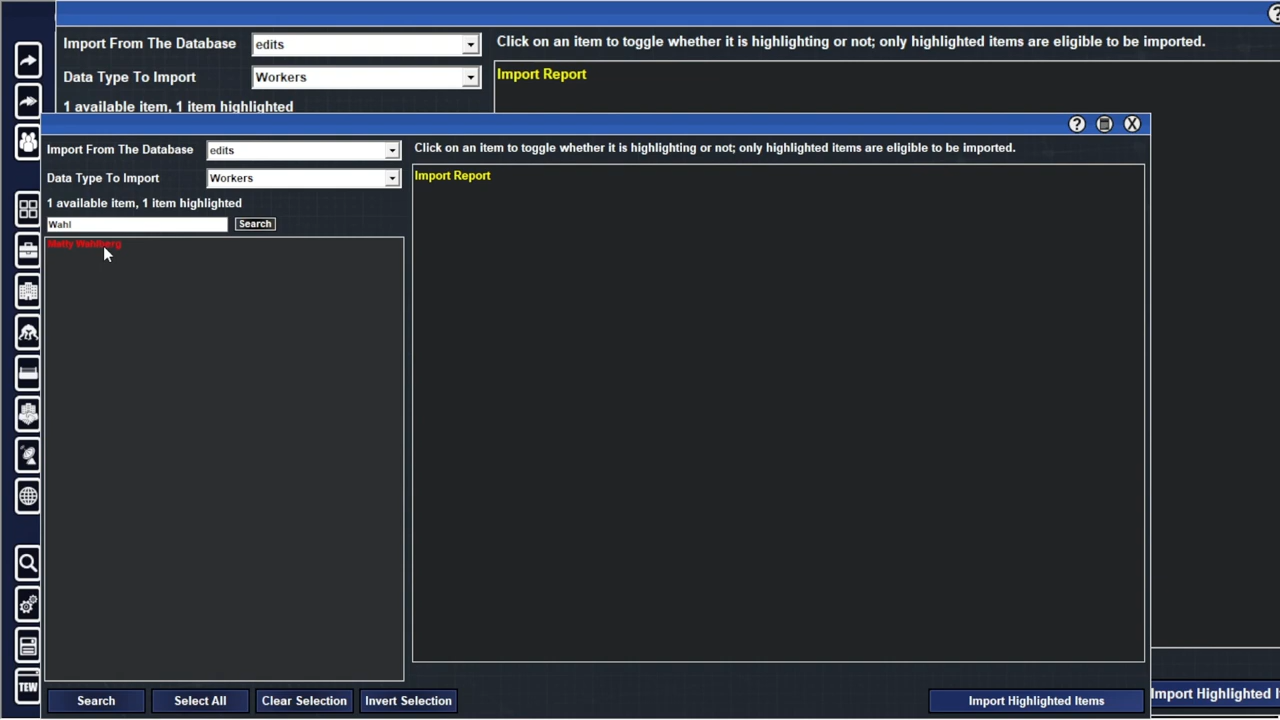 Import From The Database edits
Click on an item to toggle whether it is highlighting or not; only highlighted items are eligible to be imported.
Data Type To Import Workers
Import Report
1 available item, 1 item highlighted
Import From The Database edits
Click on an item to toggle whether it is highlighting or not; only highlighted items are eligible to be imported.
Data Type To Import Workers
Import Report
1 available item, 1 item highlighted
Wahl Search
Wahlberg
TEW
Search Select All Clear Selection Invert Selection Import Highlighted Items
Import Highlighted